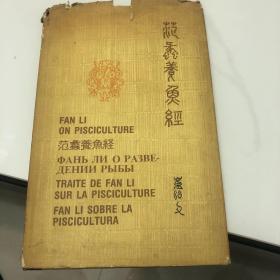 范蠡養魚經
FAN LI
ON PISCICULTURE
范蠡養魚経
ФАНЬ ЛИ О РАЗВЕ-
ДЕНИИ РЫБЫ
TRAITE DE FAN LI
SUR LA PISCICULTURE
FAN LI SOBRE LA
PISCICULTURA